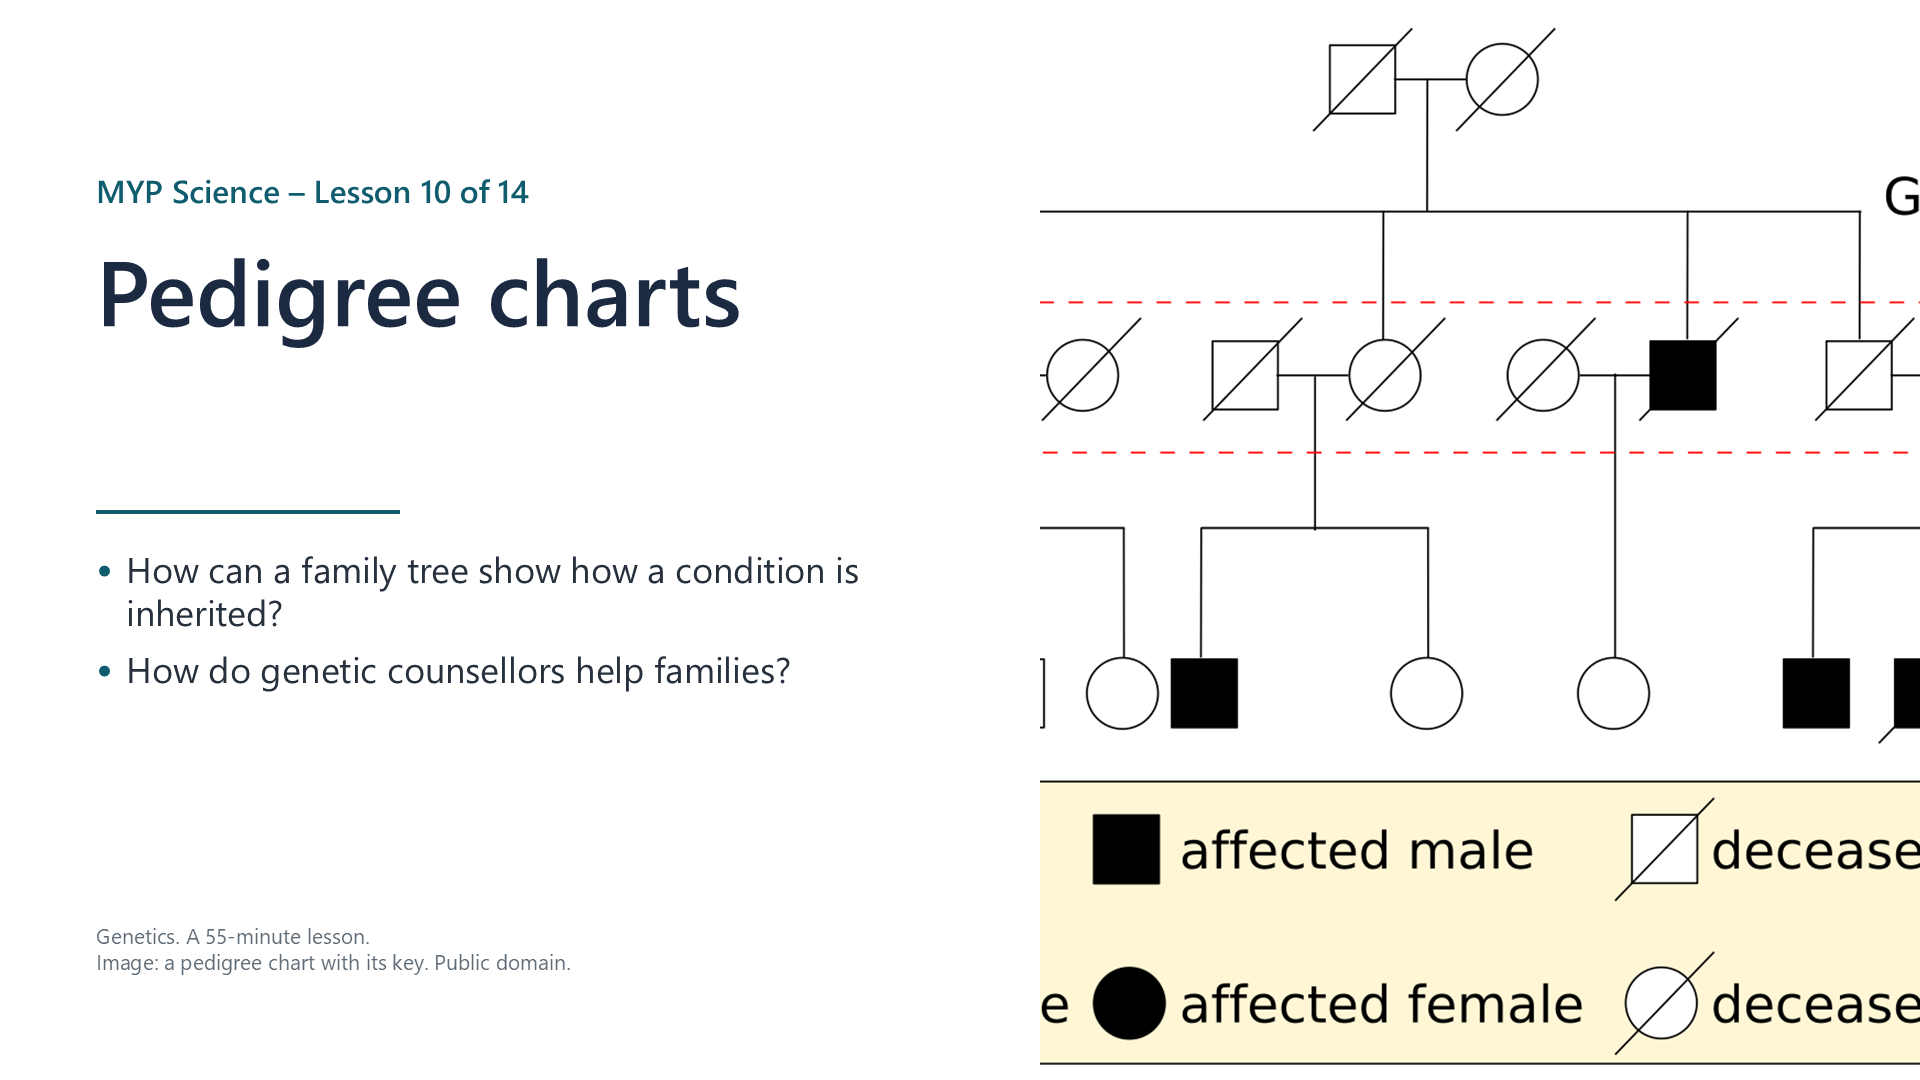 MYP Science – Lesson 10 of 14
Pedigree charts
• How can a family tree show how a condition is
inherited?
• How do genetic counsellors help families?
Genetics. A 55-minute lesson.
Image: a pedigree chart with its key. Public domain.
G
affected male
decease
e
affected female
decease